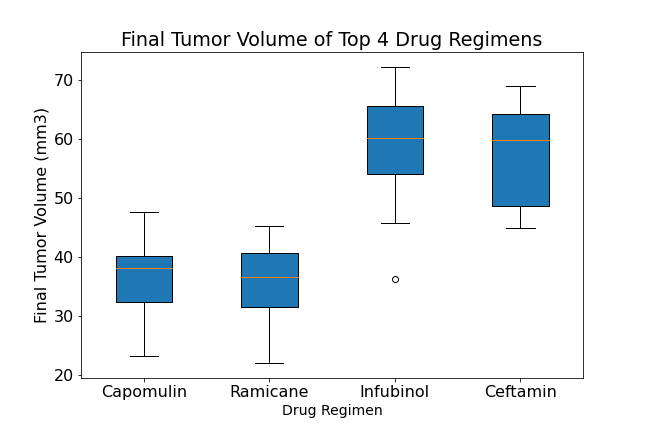 Final Tumor Volume of Top 4 Drug Regimens
Final Tumor Volume (mm3)
70
60
50
40
30
20
Capomulin Ramicane Infubinol Ceftamin
Drug Regimen